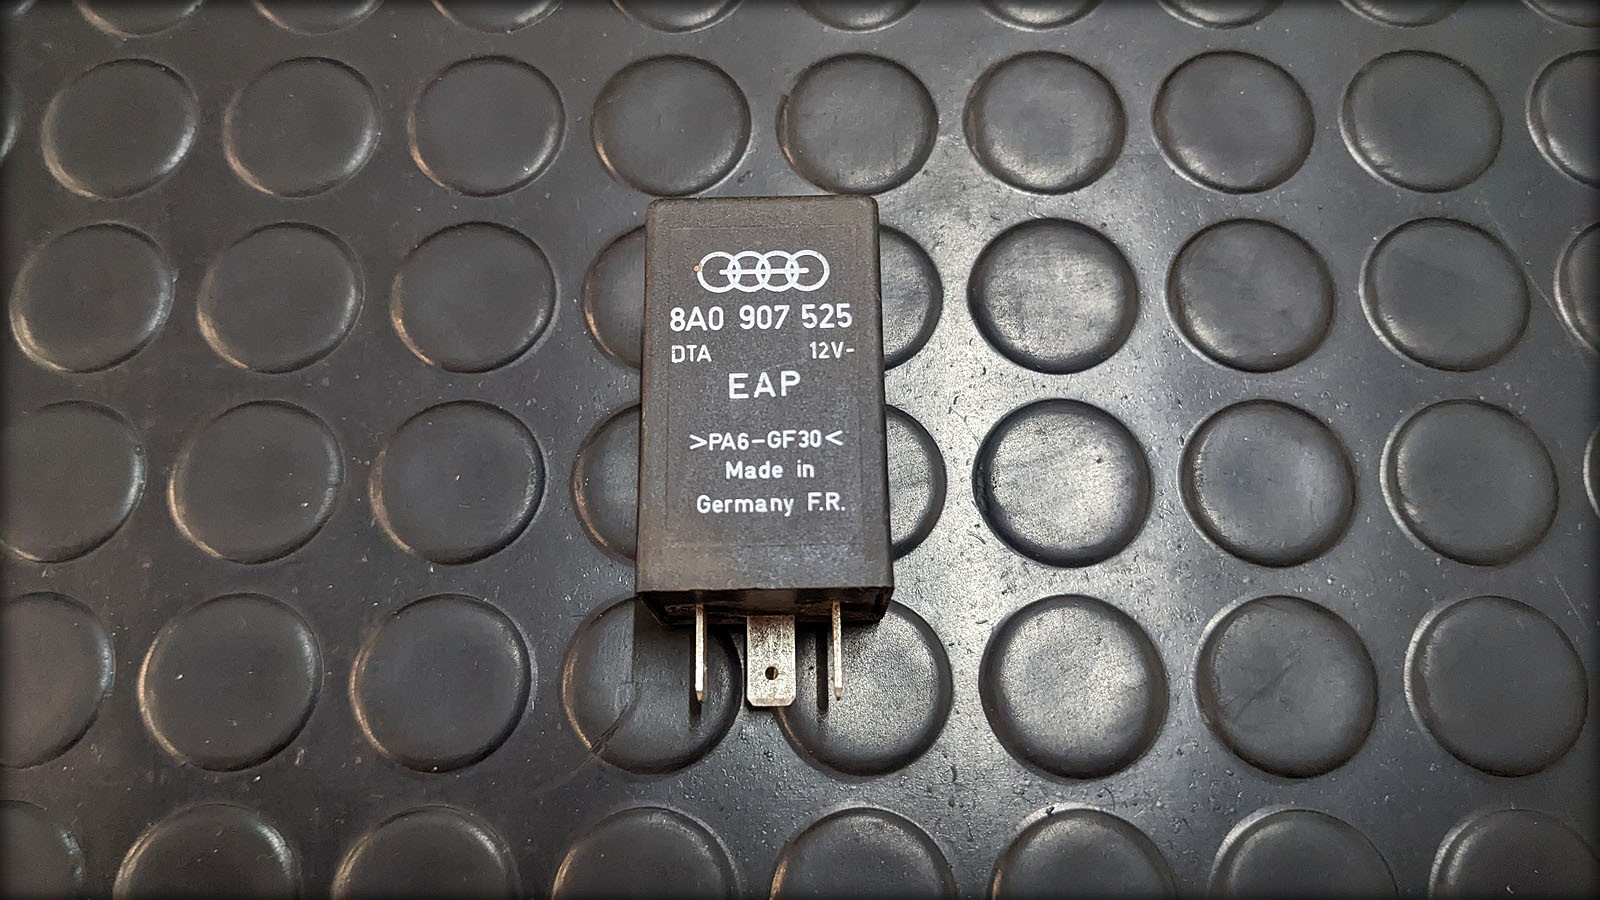 8A0 907 525
DTA 12V-
EAP
>PA6-GF30<
Made in
Germany F.R.